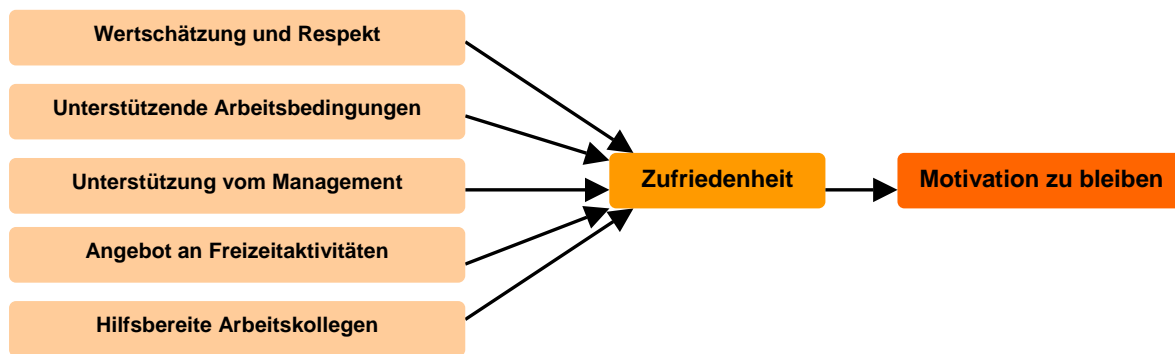 Wertschätzung und Respekt
Unterstützende Arbeitsbedingungen
Unterstützung vom Management
Angebot an Freizeitaktivitäten
Hilfsbereite Arbeitskollegen
Zufriedenheit
Motivation zu bleiben